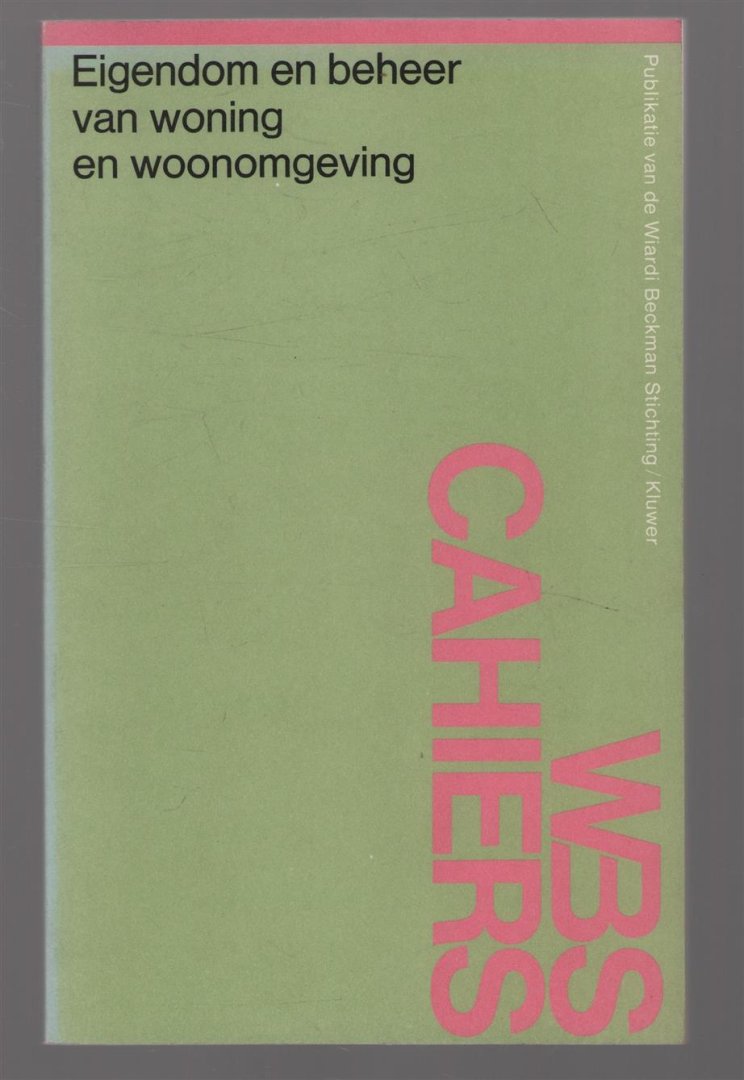 Eigendom en beheer
van woning
en woonomgeving
Publikatie van de Wiardi Beckman Stichting / Kluwer
WBS
CAHIERS